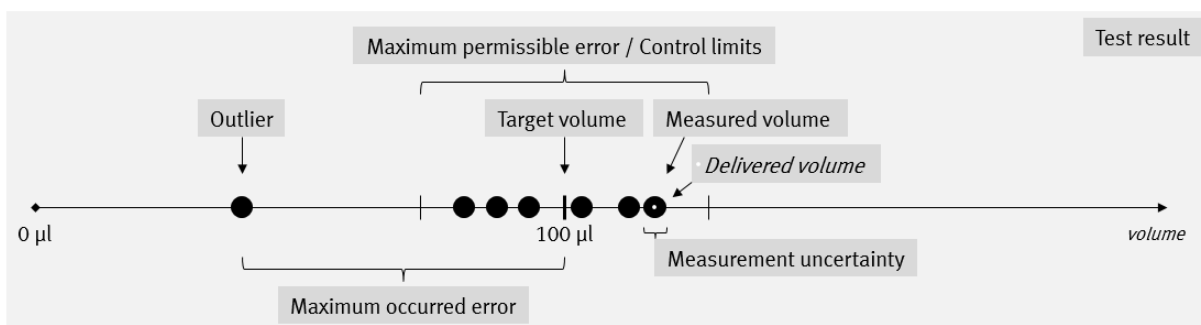 Test result
Maximum permissible error / Control limits
Outlier
Target volume
Measured volume
Delivered volume
0 µl
100 µl
volume
Measurement uncertainty
Maximum occurred error